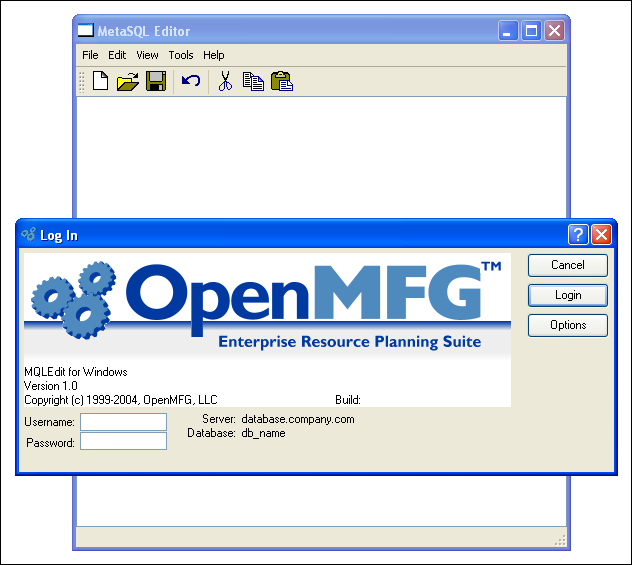 MetaSQL Editor
File Edit View Tools Help
Log In
OpenMFG™
Enterprise Resource Planning Suite
Cancel
Login
Options
MQLEdit for Windows
Version 1.0
Copyright (c) 1999-2004, OpenMFG, LLC Build:
Username: Server: database.company.com
Password: Database: db_name